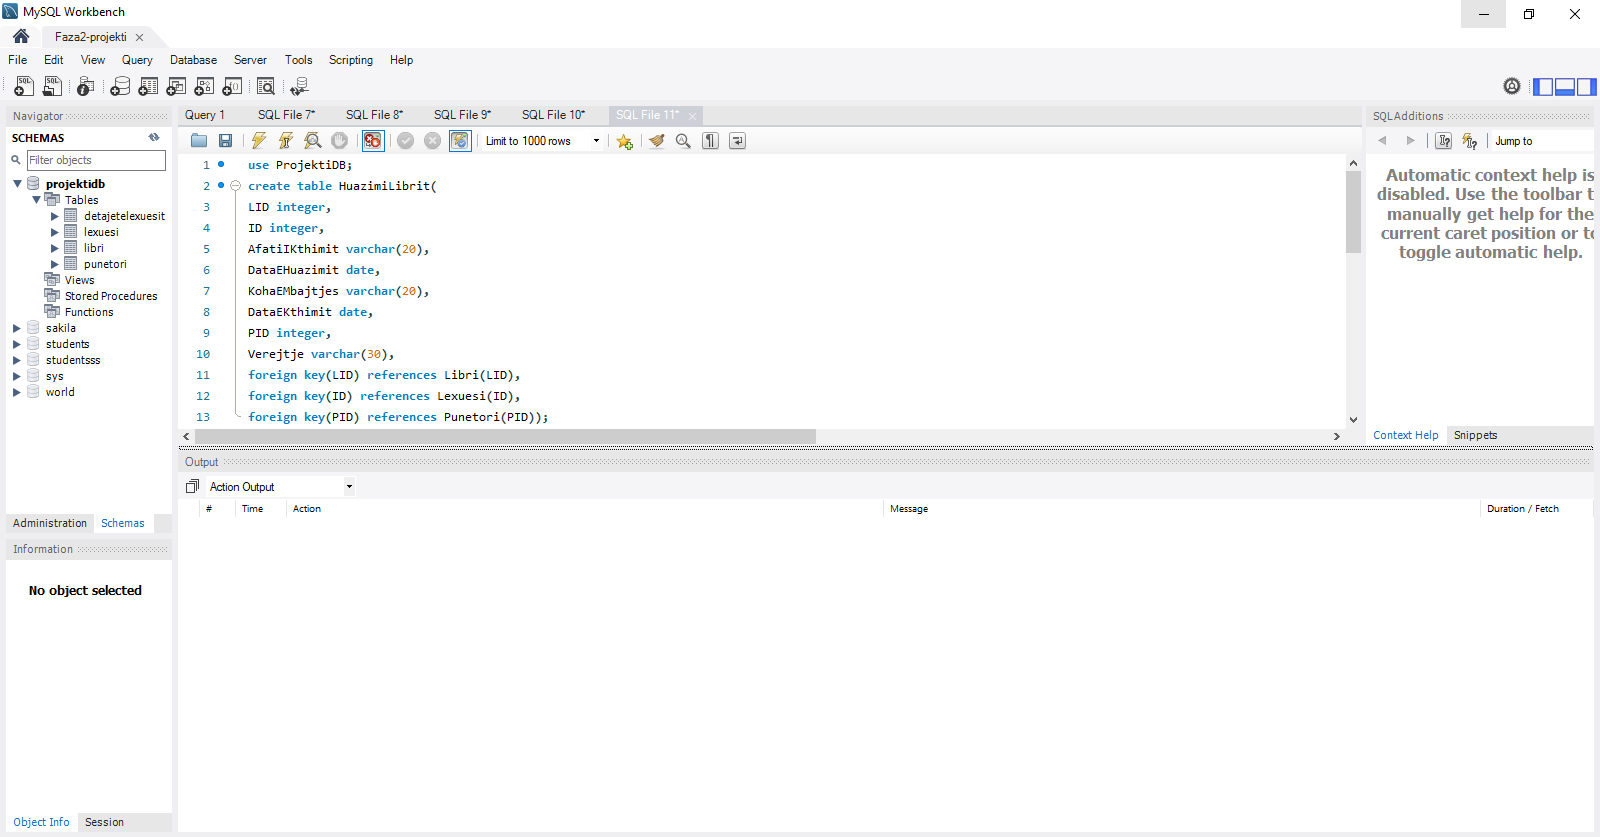 MySQL Workbench
Faza2-projekti
File Edit View Query Database Server Tools Scripting Help
Navigator
SCHEMAS
Filter objects
projektidb
Tables
detajetelexuesit
lexuesi
libri
punetori
Views
Stored Procedures
Functions
sakila
students
studentsss
sys
world
Administration Schemas
Information
No object selected
Object Info Session
Query 1 SQL File 7* SQL File 8* SQL File 9* SQL File 10* SQL File 11*
Limit to 1000 rows
1 use ProjektiDB;
2 create table HuazimiLibrit(
3 LID integer,
4 ID integer,
5 AfatiIKthimit varchar(20),
6 DataEHuazimit date,
7 KohaEMbajtjes varchar(20),
8 DataEKthimit date,
9 PID integer,
10 Verejtje varchar(30),
11 foreign key(LID) references Libri(LID),
12 foreign key(ID) references Lexuesi(ID),
13 foreign key(PID) references Punetori(PID));
Output
Action Output
# Time Action Message Duration / Fetch
SQLAdditions
Jump to
Automatic context help is
disabled. Use the toolbar t
manually get help for the
current caret position or to
toggle automatic help.
Context Help Snippets